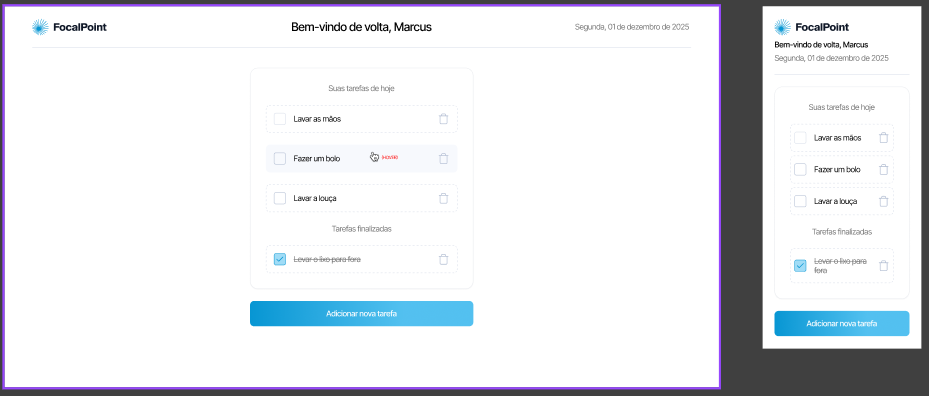 FocalPoint
Bem-vindo de volta, Marcus
Segunda, 01 de dezembro de 2025
Suas tarefas de hoje
Lavar as mãos
Fazer um bolo
Lavar a louça
Tarefas finalizadas
Levar o lixo para fora
Adicionar nova tarefa
FocalPoint
Bem-vindo de volta, Marcus
Segunda, 01 de dezembro de 2025
Suas tarefas de hoje
Lavar as mãos
Fazer um bolo
Lavar a louça
Tarefas finalizadas
Levar o lixo para
fora
Adicionar nova tarefa